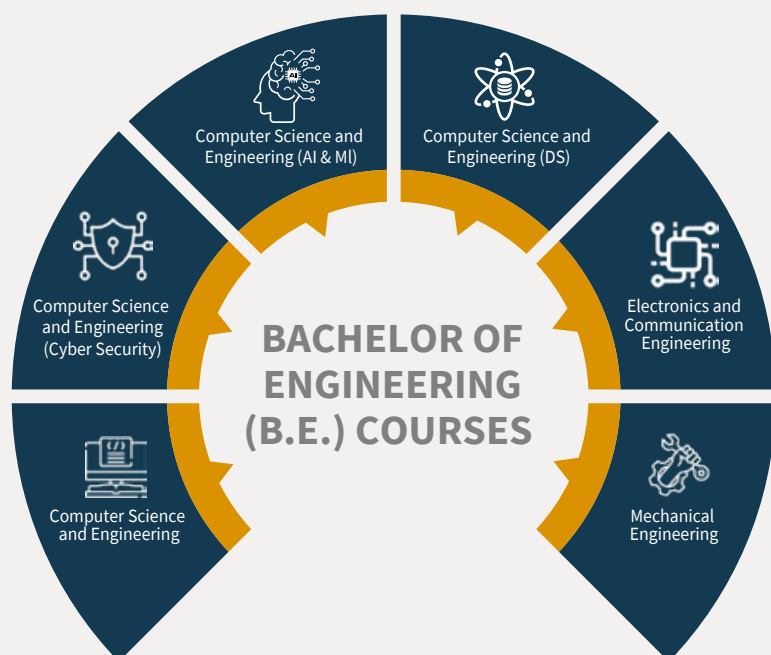 AI
Computer Science and
Engineering (AI & Ml)
Computer Science and
Engineering (DS)
Computer Science
and Engineering
(Cyber Security)
Electronics and
Communication
Engineering
BACHELOR OF
ENGINEERING
(B.E.) COURSES
Computer Science
and Engineering
Mechanical
Engineering